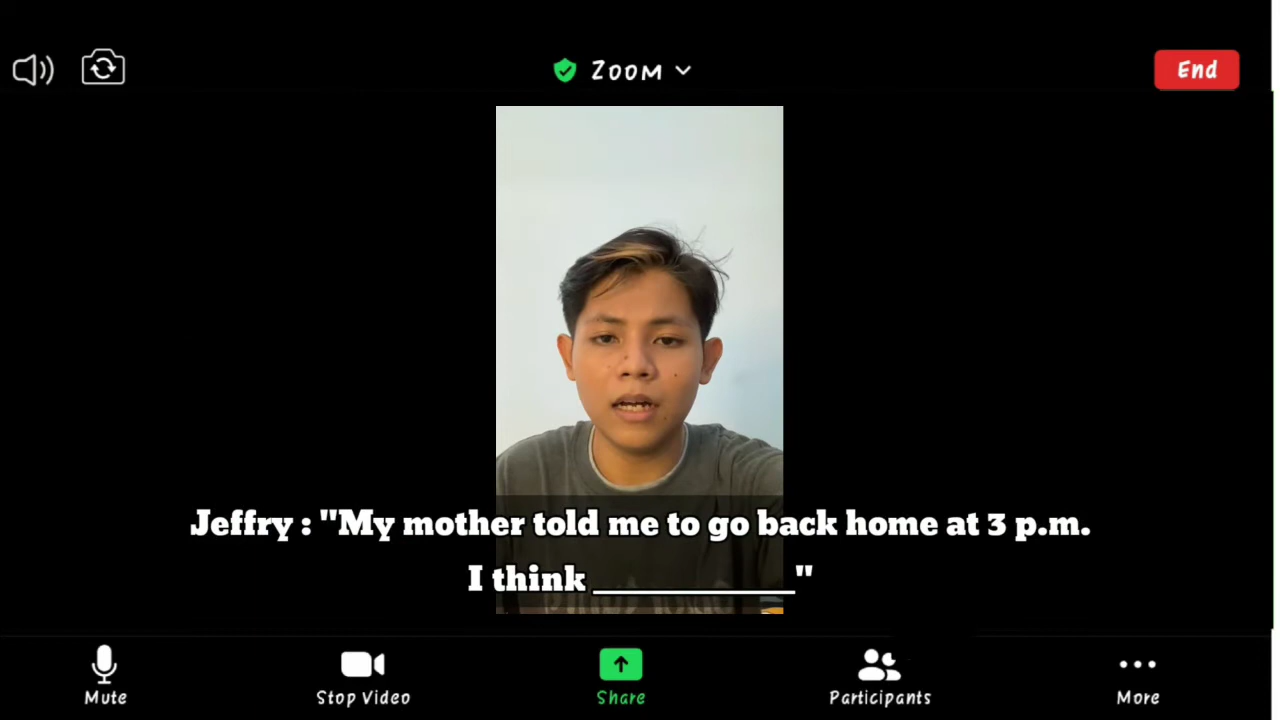 Zoom
End
Jeffry : "My mother told me to go back home at 3 p.m.
I think ____________"
Mute
Stop Video
Share
Participants
More